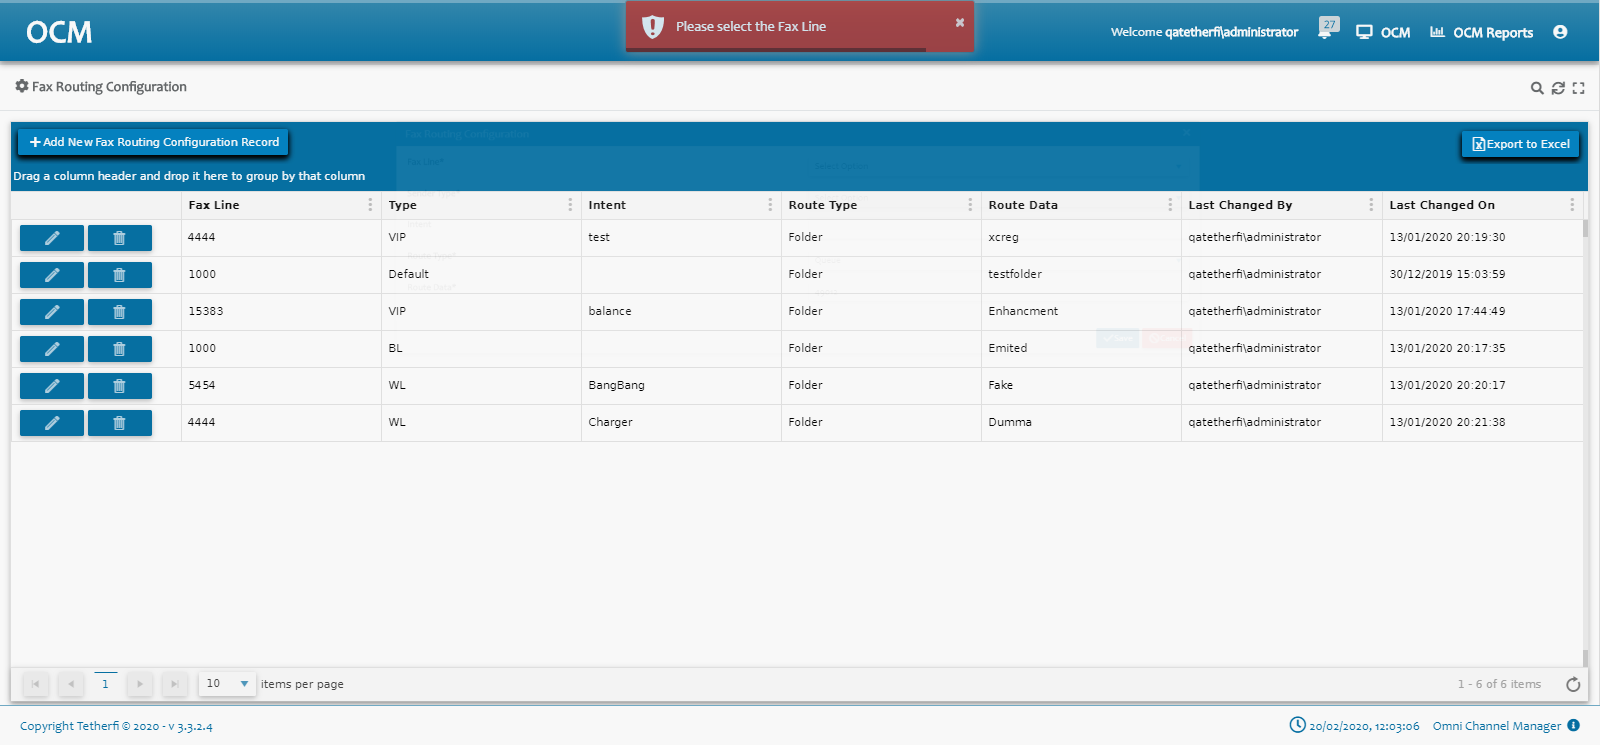 OCM
Please select the Fax Line
Welcome qatetherfi\administrator
27
OCM
OCM Reports
Fax Routing Configuration
Add New Fax Routing Configuration Record
Export to Excel
Fax Routing Configuration
Fax Line*
Select Option
Drag a column header and drop it here to group by that column
Fax Line Type Intent Route Type Route Data Last Changed By Last Changed On
4444 VIP test Folder xcreg qatetherfi\administrator 13/01/2020 20:19:30
1000 Default Folder testfolder qatetherfi\administrator 30/12/2019 15:03:59
15383 VIP balance Folder Enhancment qatetherfi\administrator 13/01/2020 17:44:49
1000 BL Folder Emited qatetherfi\administrator 13/01/2020 20:17:35
5454 WL BangBang Folder Fake qatetherfi\administrator 13/01/2020 20:20:17
4444 WL Charger Folder Dumma qatetherfi\administrator 13/01/2020 20:21:38
1
10
items per page
1 - 6 of 6 items
Copyright Tetherfi © 2020 - v 3.3.2.4
20/02/2020, 12:03:06
Omni Channel Manager